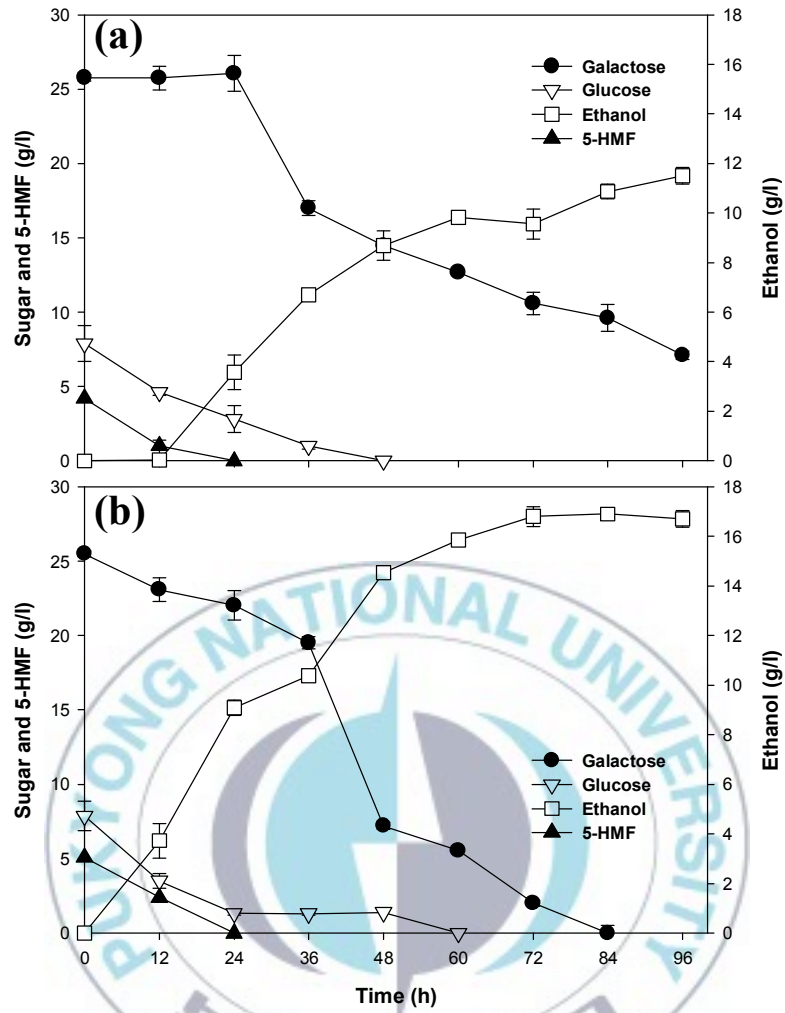 (a)
30
25
20
15
10
5
0
Sugar and 5-HMF (g/l)
18
16
14
12
10
8
6
4
2
0
Ethanol (g/l)
Galactose
Glucose
Ethanol
5-HMF
(b)
30
25
20
15
10
5
0
Sugar and 5-HMF (g/l)
18
16
14
12
10
8
6
4
2
0
Ethanol (g/l)
Galactose
Glucose
Ethanol
5-HMF
0 12 24 36 48 60 72 84 96
Time (h)
PUKYONG NATIONAL UNIVERSITY